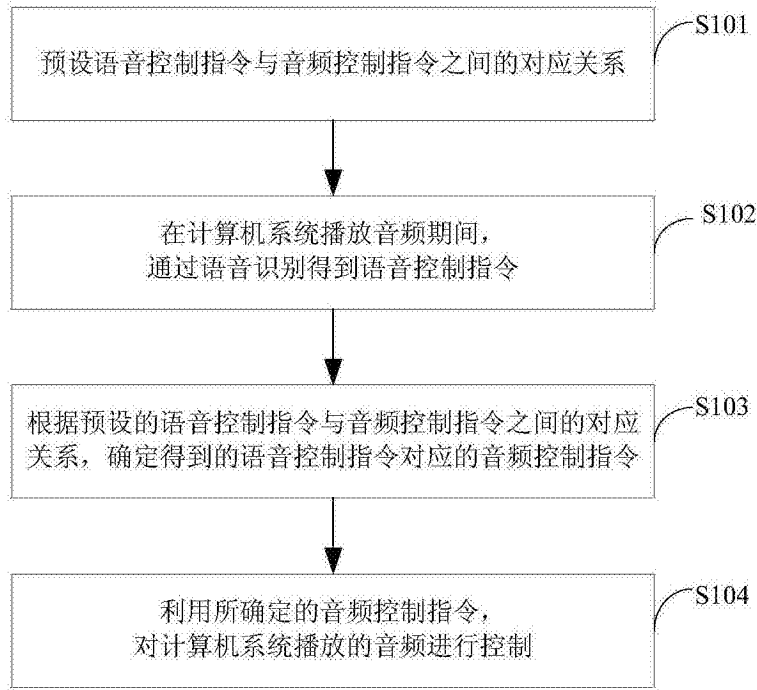 S101
预设语音控制指令与音频控制指令之间的对应关系
S102
在计算机系统播放音频期间，
通过语音识别得到语音控制指令
S103
根据预设的语音控制指令与音频控制指令之间的对应
关系，确定得到的语音控制指令对应的音频控制指令
S104
利用所确定的音频控制指令，
对计算机系统播放的音频进行控制